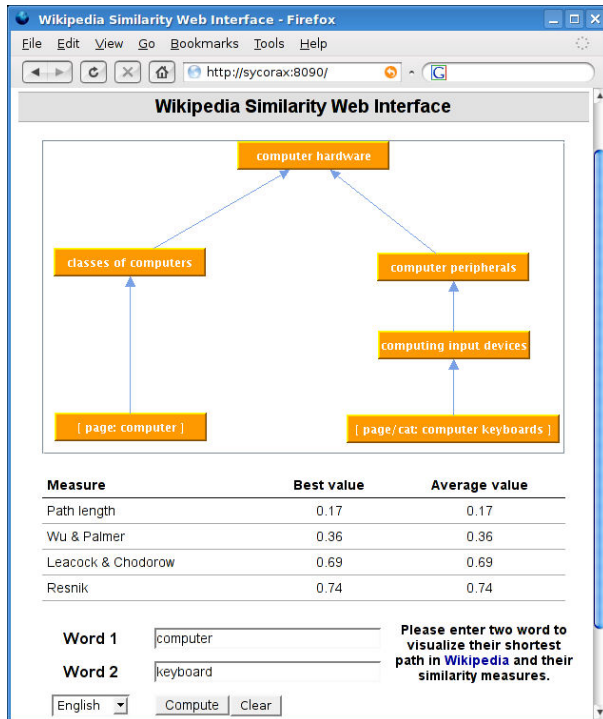 Wikipedia Similarity Web Interface - Firefox
File Edit View Go Bookmarks Tools Help
http://sycorax:8090/ G
Wikipedia Similarity Web Interface
computer hardware
classes of computers
computer peripherals
computing input devices
[ page: computer ]
[ page/cat: computer keyboards ]
Measure Best value Average value
Path length 0.17 0.17
Wu & Palmer 0.36 0.36
Leacock & Chodorow 0.69 0.69
Resnik 0.74 0.74
Word 1 computer
Word 2 keyboard
Please enter two word to
visualize their shortest
path in Wikipedia and their
similarity measures.
English Compute Clear